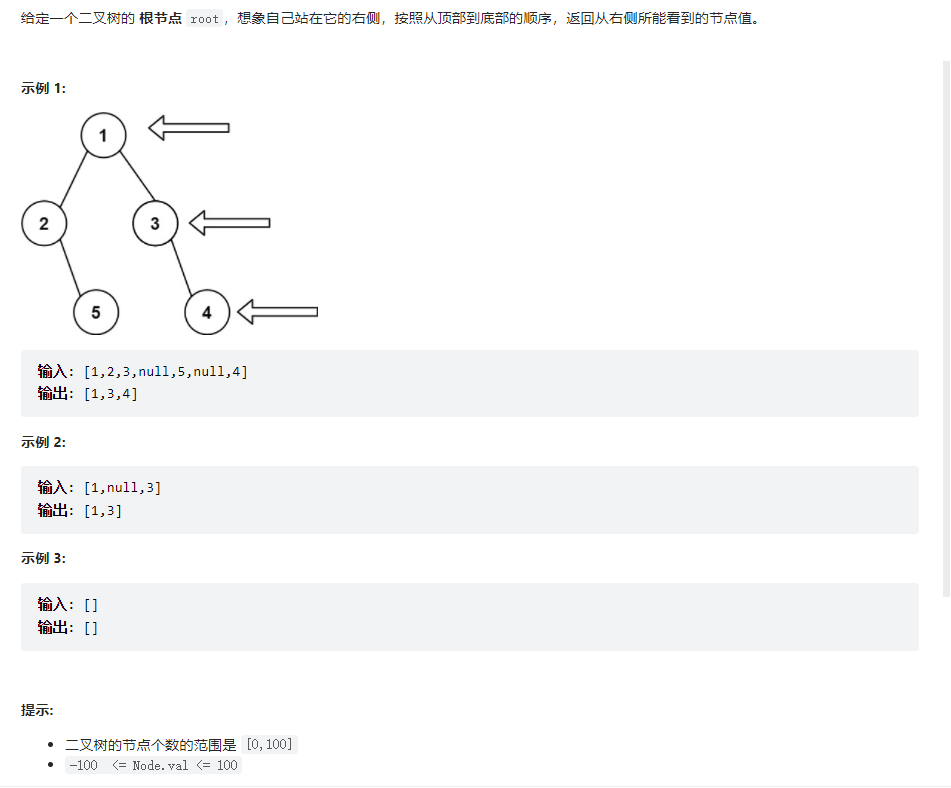 给定一个二叉树的 根节点 root，想象自己站在它的右侧，按照从顶部到底部的顺序，返回从右侧所能看到的节点值。
示例 1:
1
2
3
5
4
输入: [1,2,3,null,5,null,4]
输出: [1,3,4]
示例 2:
输入: [1,null,3]
输出: [1,3]
示例 3:
输入: []
输出: []
提示:
二叉树的节点个数的范围是 [0,100]
-100 <= Node.val <= 100